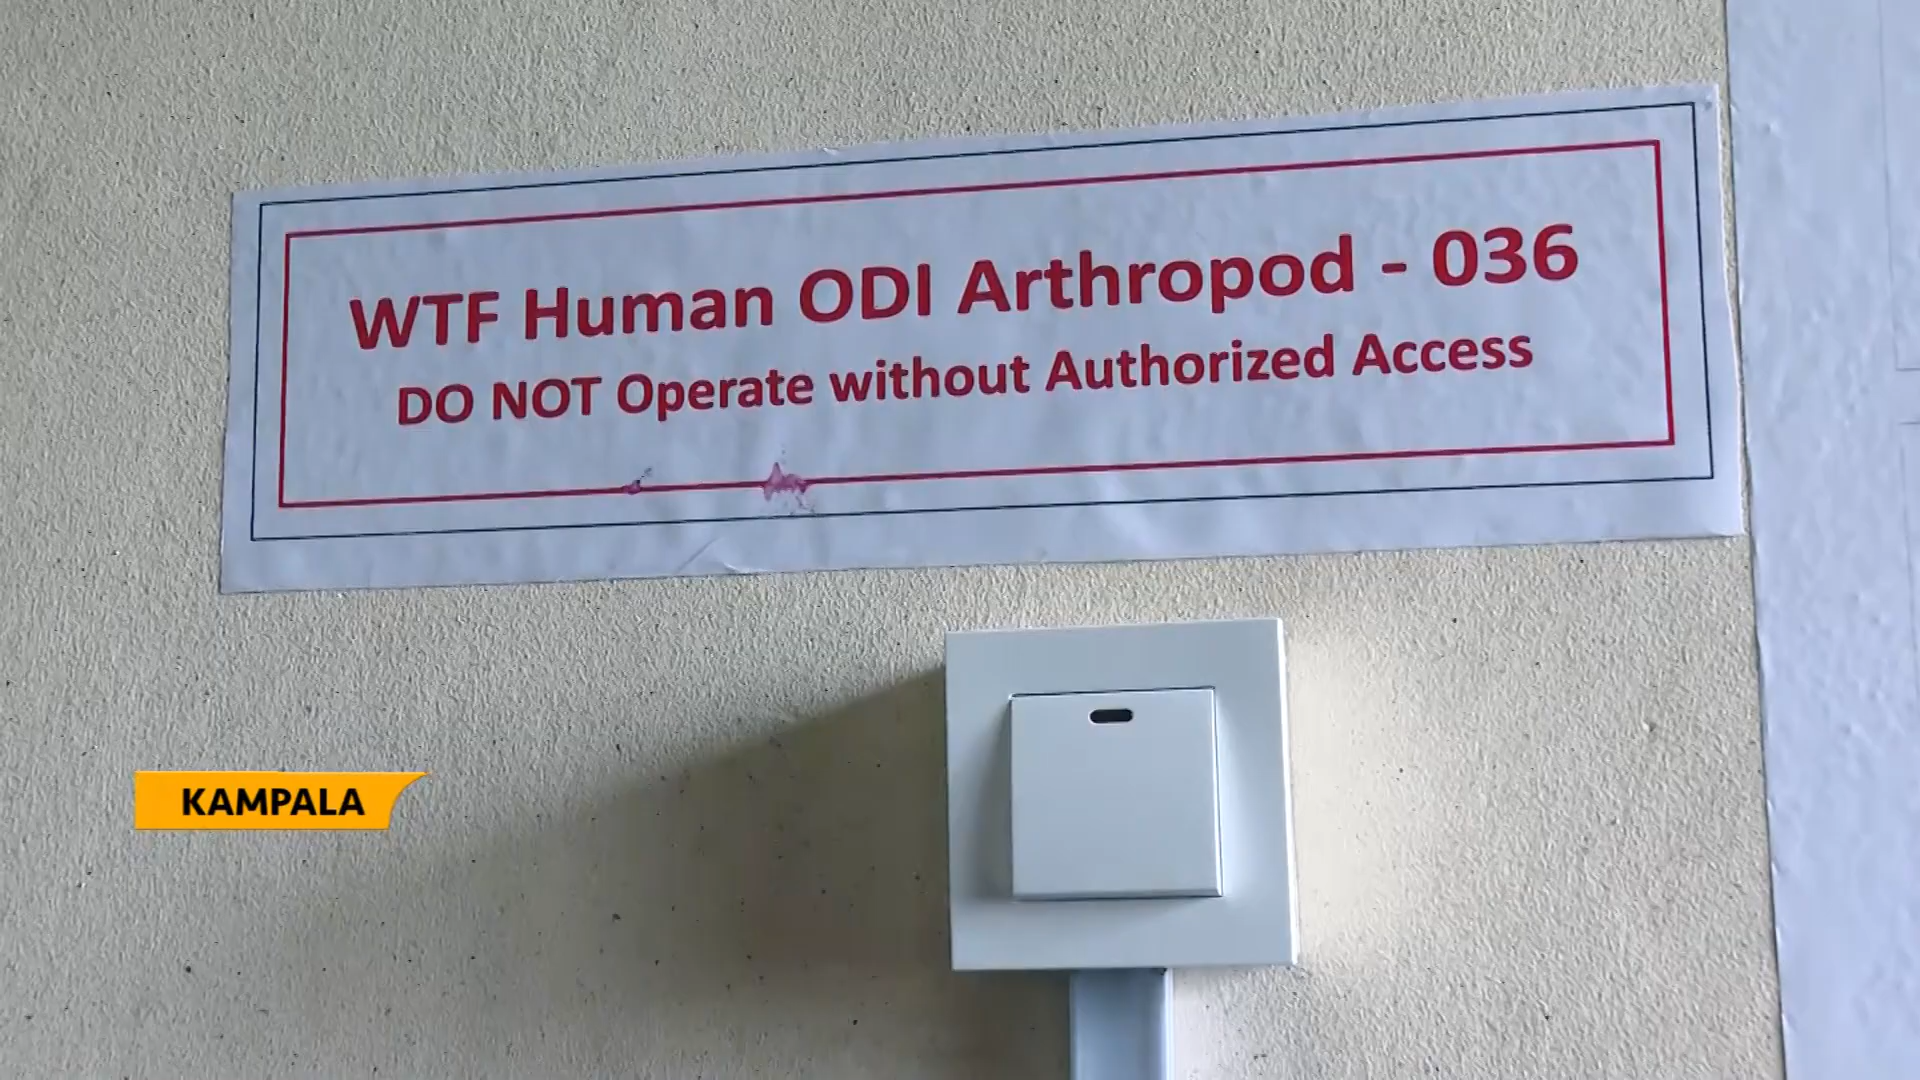 WTF Human ODI Arthropod - 036
DO NOT Operate without Authorized Access
KAMPALA